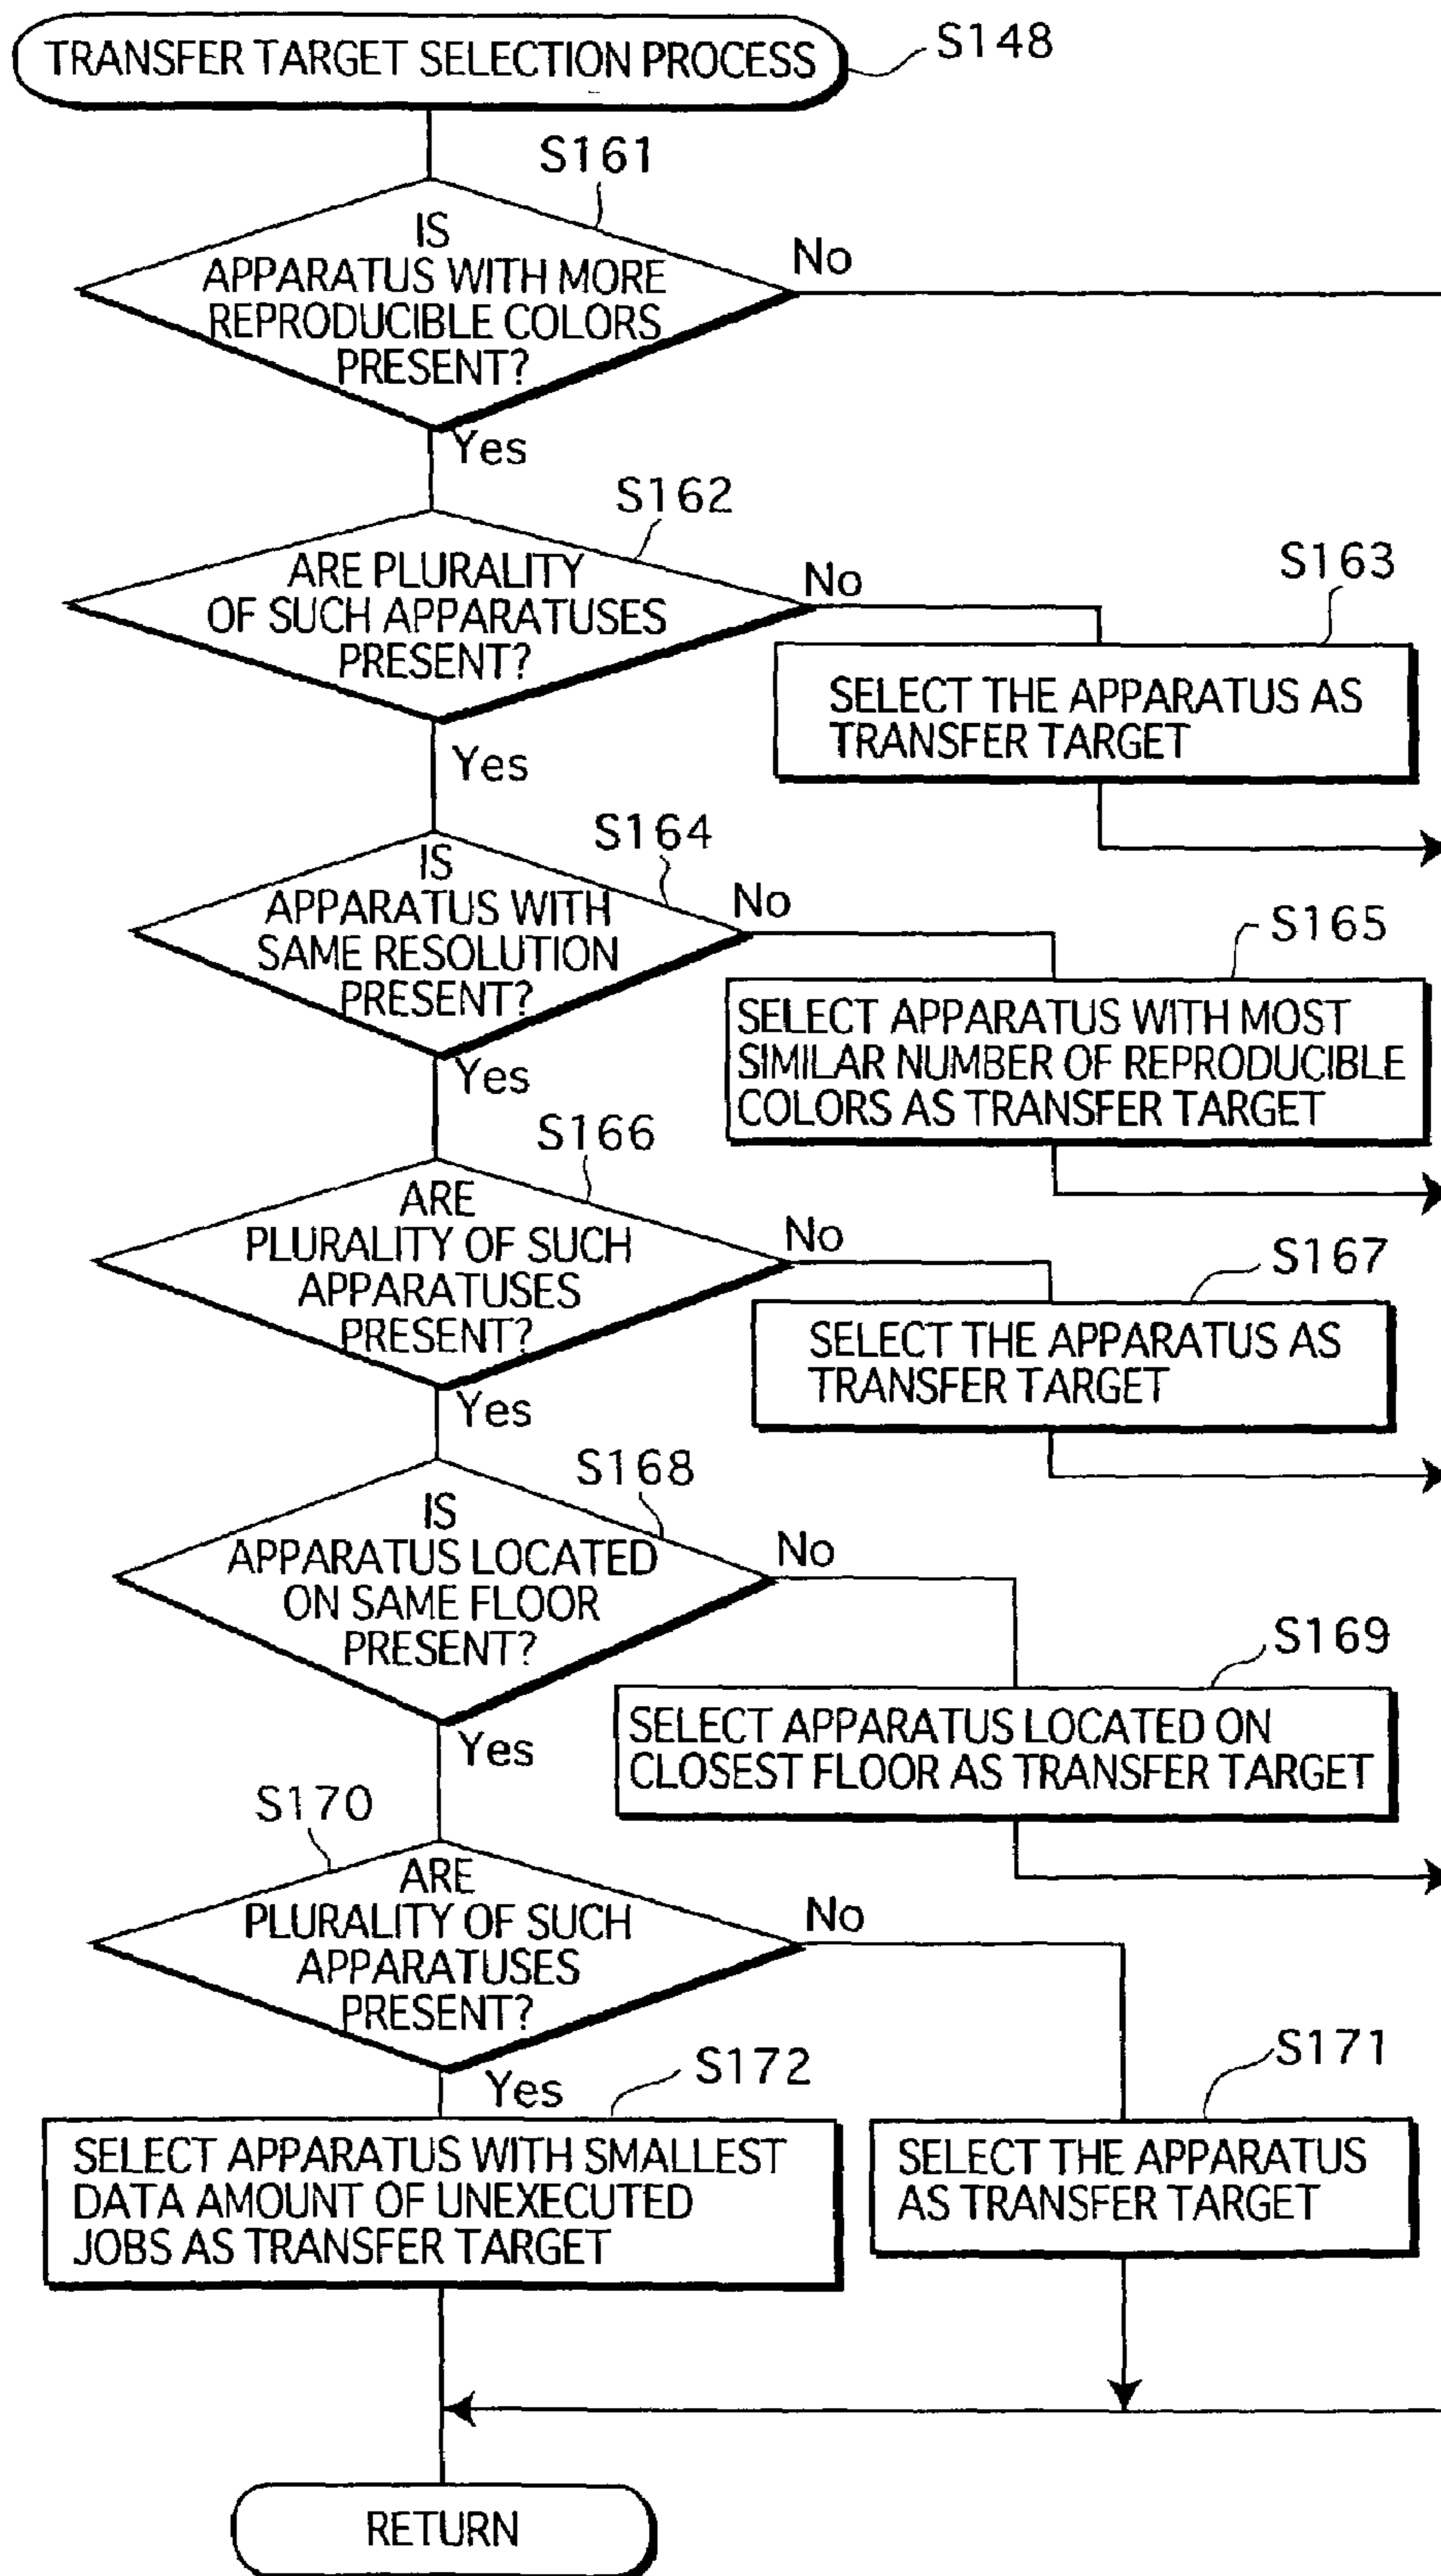 TRANSFER TARGET SELECTION PROCESS
S148
S161
IS
APPARATUS WITH MORE
REPRODUCIBLE COLORS
PRESENT?
No
Yes
S162
ARE PLURALITY
OF SUCH APPARATUSES
PRESENT?
No
S163
SELECT THE APPARATUS AS
TRANSFER TARGET
Yes
S164
IS
APPARATUS WITH
SAME RESOLUTION
PRESENT?
No
S165
SELECT APPARATUS WITH MOST
SIMILAR NUMBER OF REPRODUCIBLE
COLORS AS TRANSFER TARGET
Yes
S166
ARE
PLURALITY OF SUCH
APPARATUSES
PRESENT?
No
S167
SELECT THE APPARATUS AS
TRANSFER TARGET
Yes
S168
IS
APPARATUS LOCATED
ON SAME FLOOR
PRESENT?
No
S169
SELECT APPARATUS LOCATED ON
CLOSEST FLOOR AS TRANSFER TARGET
Yes
S170
ARE
PLURALITY OF SUCH
APPARATUSES
PRESENT?
No
S171
SELECT THE APPARATUS
AS TRANSFER TARGET
Yes
S172
SELECT APPARATUS WITH SMALLEST
DATA AMOUNT OF UNEXECUTED
JOBS AS TRANSFER TARGET
RETURN